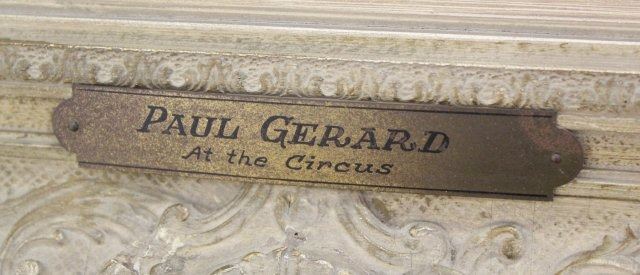 PAUL GERARD
At the Circus